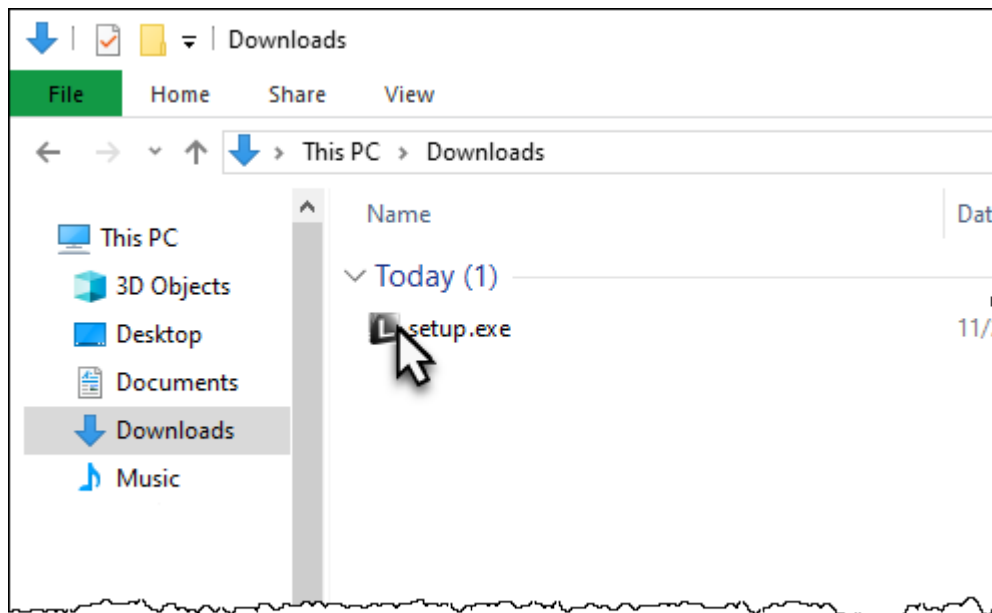 Downloads
File Home Share View
This PC > Downloads
This PC
3D Objects
Desktop
Documents
Downloads
Music
Name
Today (1)
L setup.exe
11/